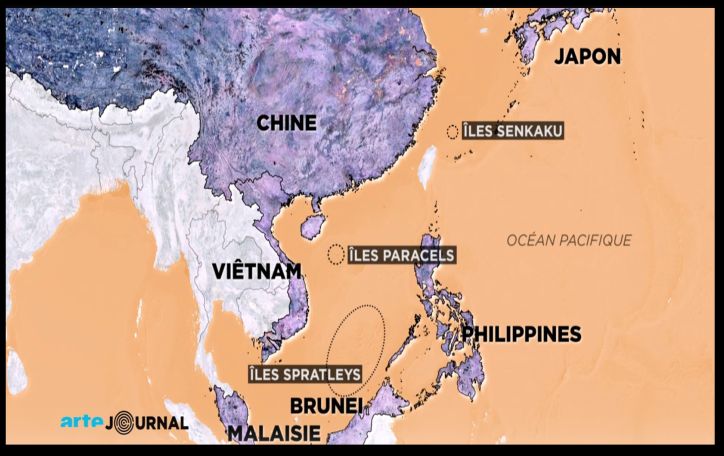 JAPON
CHINE
ÎLES SENKAKU
OCÉAN PACIFIQUE
ÎLES PARACELS
VIÊTNAM
PHILIPPINES
ÎLES SPRATLEYS
BRUNEI
arte JOURNAL
MALAISIE